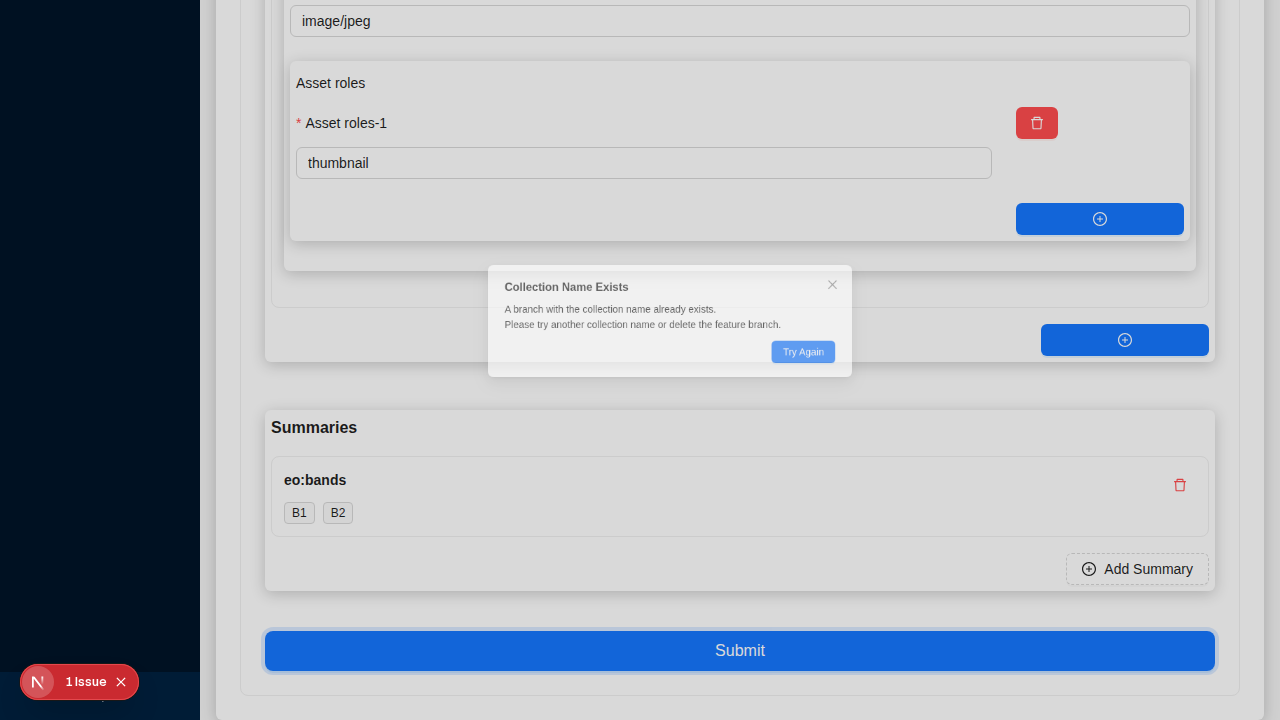 image/jpeg
Asset roles
* Asset roles-1
thumbnail
Collection Name Exists
A branch with the collection name already exists.
Please try another collection name or delete the feature branch.
Try Again
Summaries
eo:bands
B1 B2
Add Summary
Submit
N 1 Issue